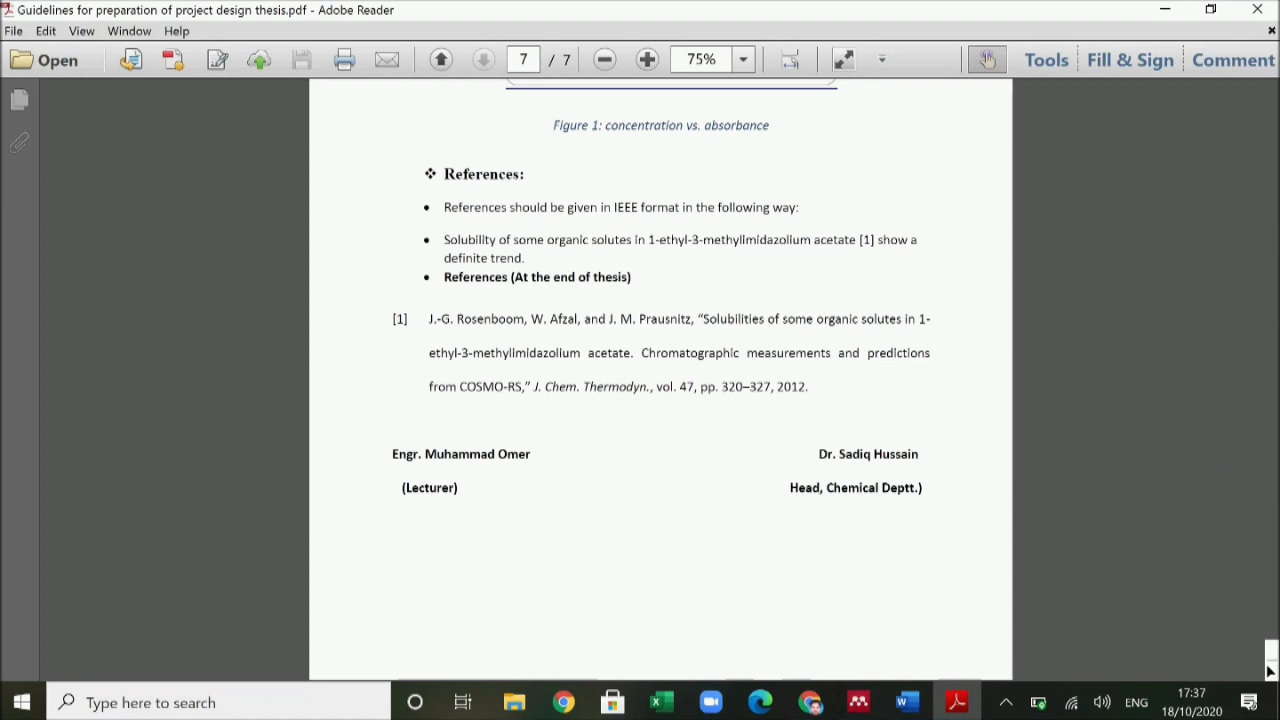 Guidelines for preparation of project design thesis.pdf - Adobe Reader
File Edit View Window Help
Open 7 / 7 75% Tools Fill & Sign Comment
Figure 1: concentration vs. absorbance
❖ References:
• References should be given in IEEE format in the following way:
• Solubility of some organic solutes in 1-ethyl-3-methylimidazolium acetate [1] show a
definite trend.
• References (At the end of thesis)
[1] J.-G. Rosenboom, W. Afzal, and J. M. Prausnitz, “Solubilities of some organic solutes in 1-
ethyl-3-methylimidazolium acetate. Chromatographic measurements and predictions
from COSMO-RS,” J. Chem. Thermodyn., vol. 47, pp. 320–327, 2012.
Engr. Muhammad Omer Dr. Sadiq Hussain
(Lecturer) Head, Chemical Deptt.)
Type here to search ENG 17:37
18/10/2020